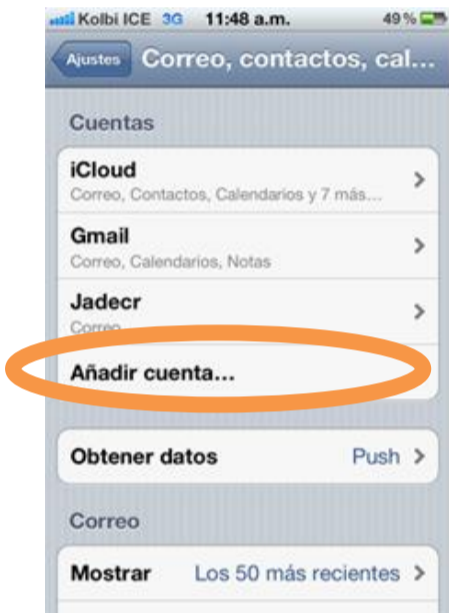 Kolbi ICE 3G 11:48 a.m. 49 %
Ajustes Correo, contactos, cal...
Cuentas
iCloud
Correo, Contactos, Calendarios y 7 más...
Gmail
Correo, Calendarios, Notas
Jadecr
Correo
Añadir cuenta...
Obtener datos Push
Correo
Mostrar Los 50 más recientes